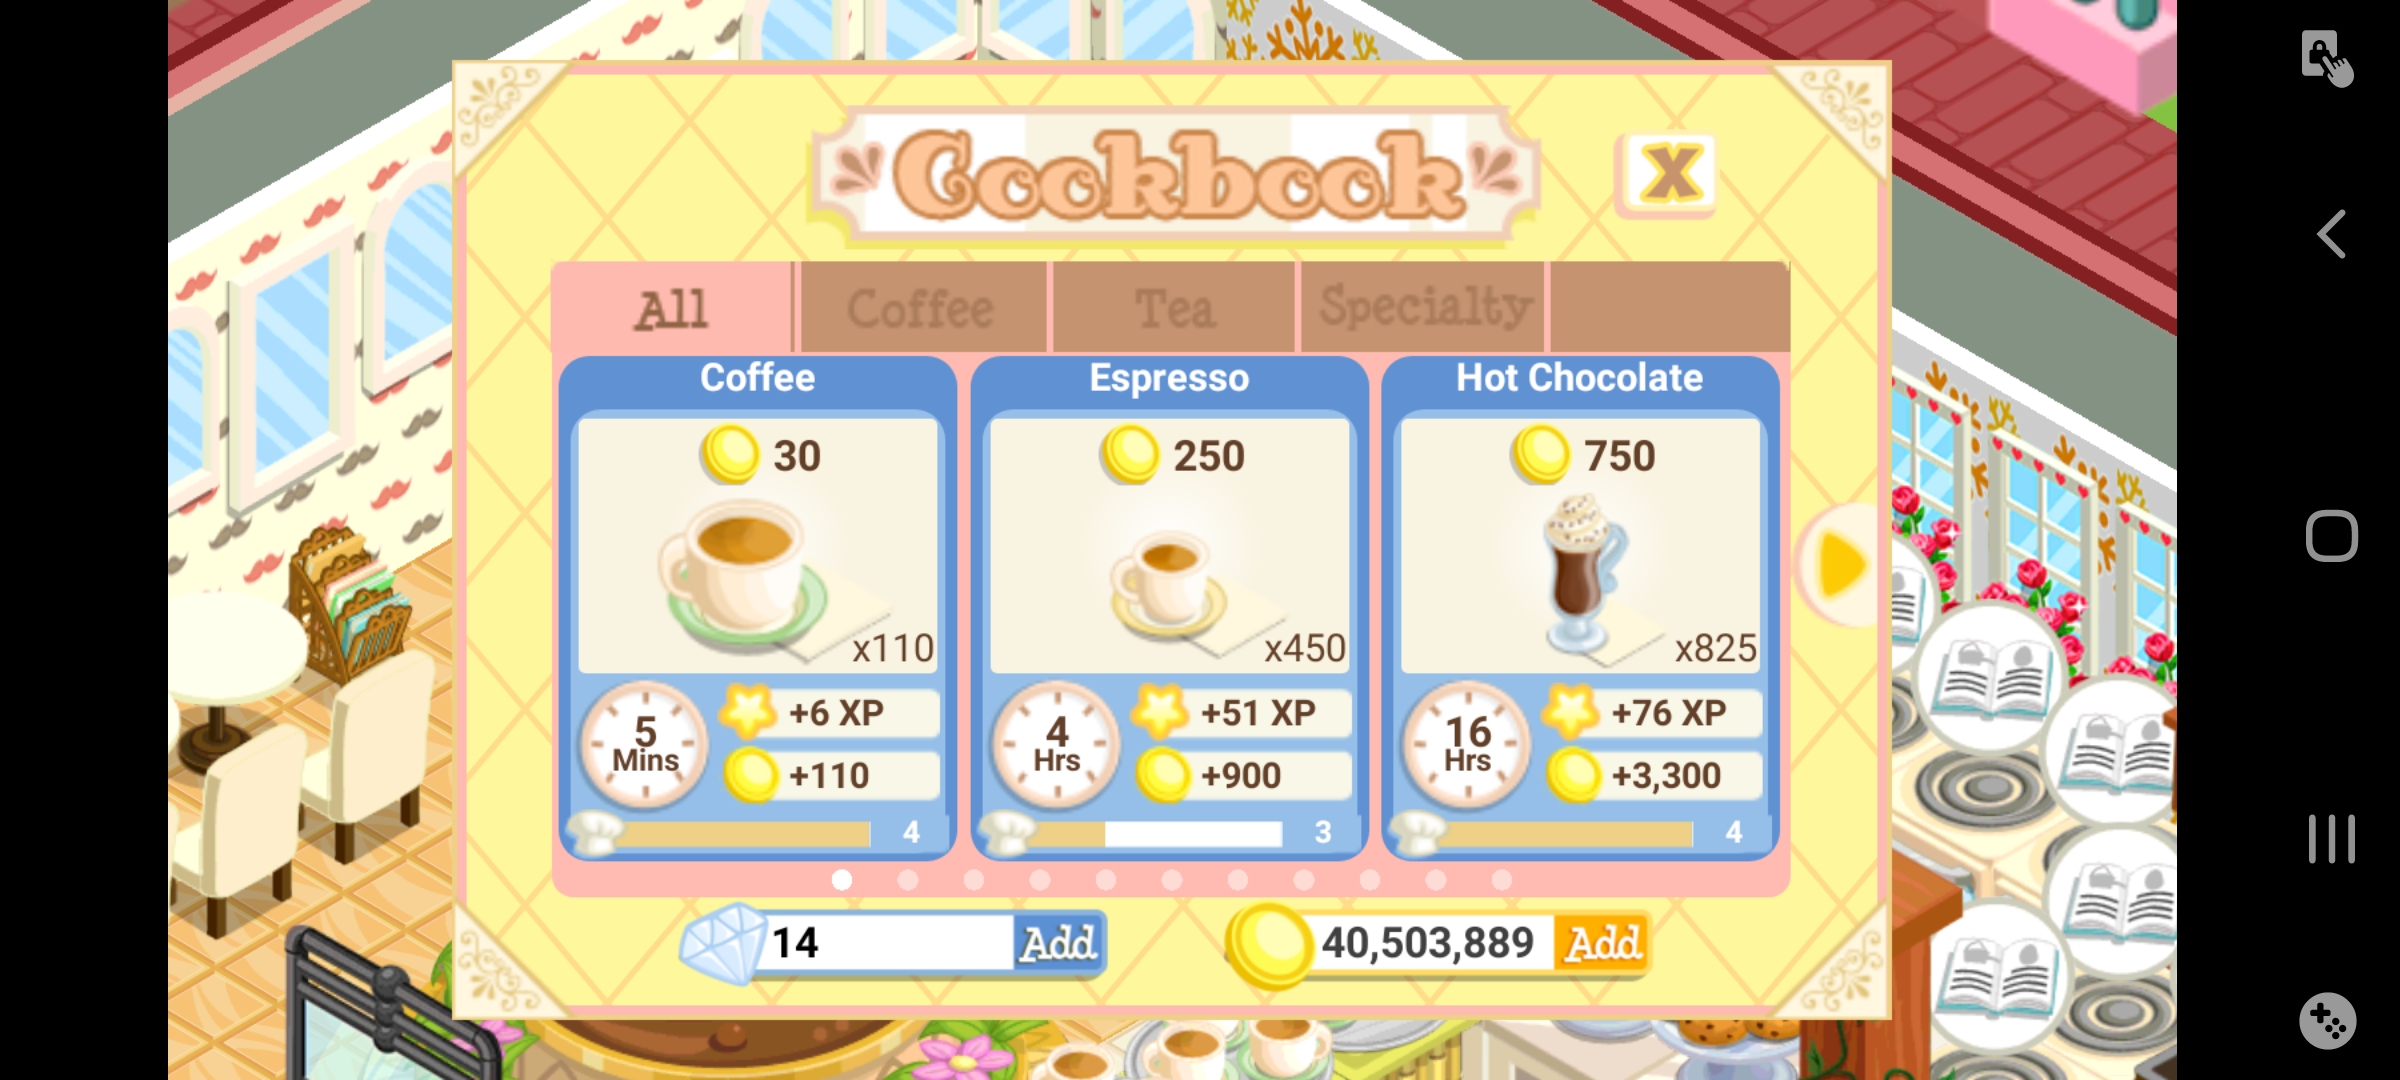 Cookbook
X
All
Coffee
Tea
Specialty
Coffee
30
x110
5
Mins
+6 XP
+110
4
Espresso
250
x450
4
Hrs
+51 XP
+900
3
Hot Chocolate
750
x825
16
Hrs
+76 XP
+3,300
4
14
Add
40,503,889
Add